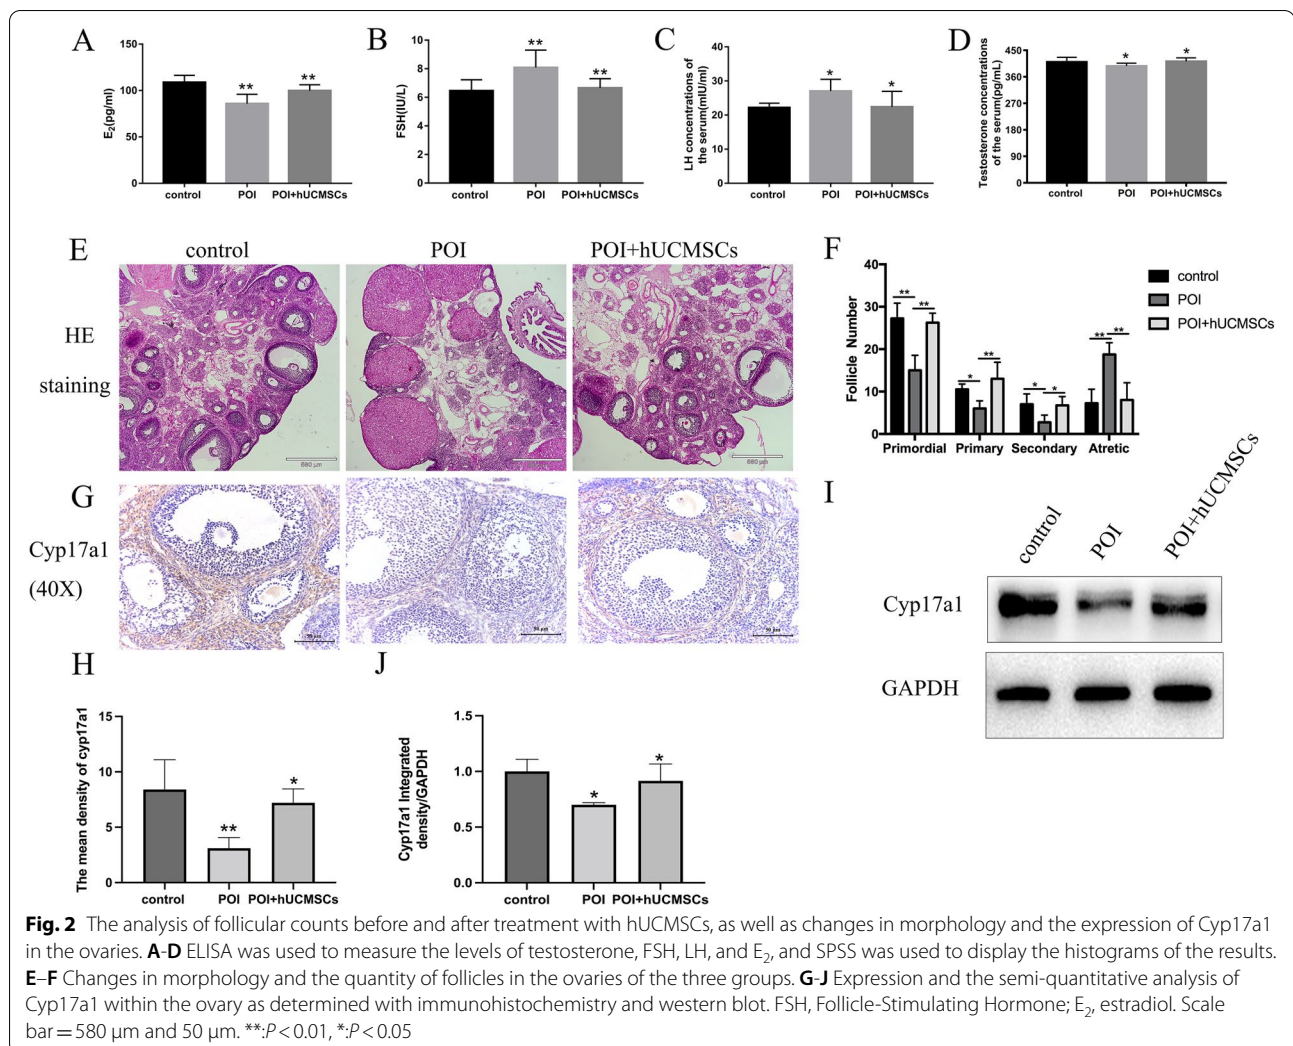 A
E2(pg/ml)
150
100
50
0
**
**
control
POI
POI+hUCMSCs
B
FSH(IU/L)
10
8
6
4
2
0
**
**
control
POI
POI+hUCMSCs
C
LH concentrations of
the serum(mIU/ml)
60
40
20
0
*
*
control
POI
POI+hUCMSCs
D
Testosterone concentrations
of the serum(pg/mL)
450
360
270
180
90
0
*
*
control
POI
POI+hUCMSCs
E
control
POI
POI+hUCMSCs
HE
staining
F
Follicle Number
40
30
20
10
0
**
**
*
**
*
*
**
**
Primordial
Primary
Secondary
Atretic
control
POI
POI+hUCMSCs
G
Cyp17a1
(40X)
H
The mean density of cyp17a1
15
10
5
0
**
*
control
POI
POI+hUCMSCs
I
control
POI
POI+hUCMSCs
Cyp17a1
GAPDH
J
Cyp17a1 Integrated
density/GAPDH
1.5
1.0
0.5
0.0
*
*
control
POI
POI+hUCMSCs
Fig. 2 The analysis of follicular counts before and after treatment with hUCMSCs, as well as changes in morphology and the expression of Cyp17a1
in the ovaries. A-D ELISA was used to measure the levels of testosterone, FSH, LH, and E2, and SPSS was used to display the histograms of the results.
E–F Changes in morphology and the quantity of follicles in the ovaries of the three groups. G-J Expression and the semi-quantitative analysis of
Cyp17a1 within the ovary as determined with immunohistochemistry and western blot. FSH, Follicle-Stimulating Hormone; E2, estradiol. Scale
bar = 580 μm and 50 μm. **:P < 0.01, *:P < 0.05